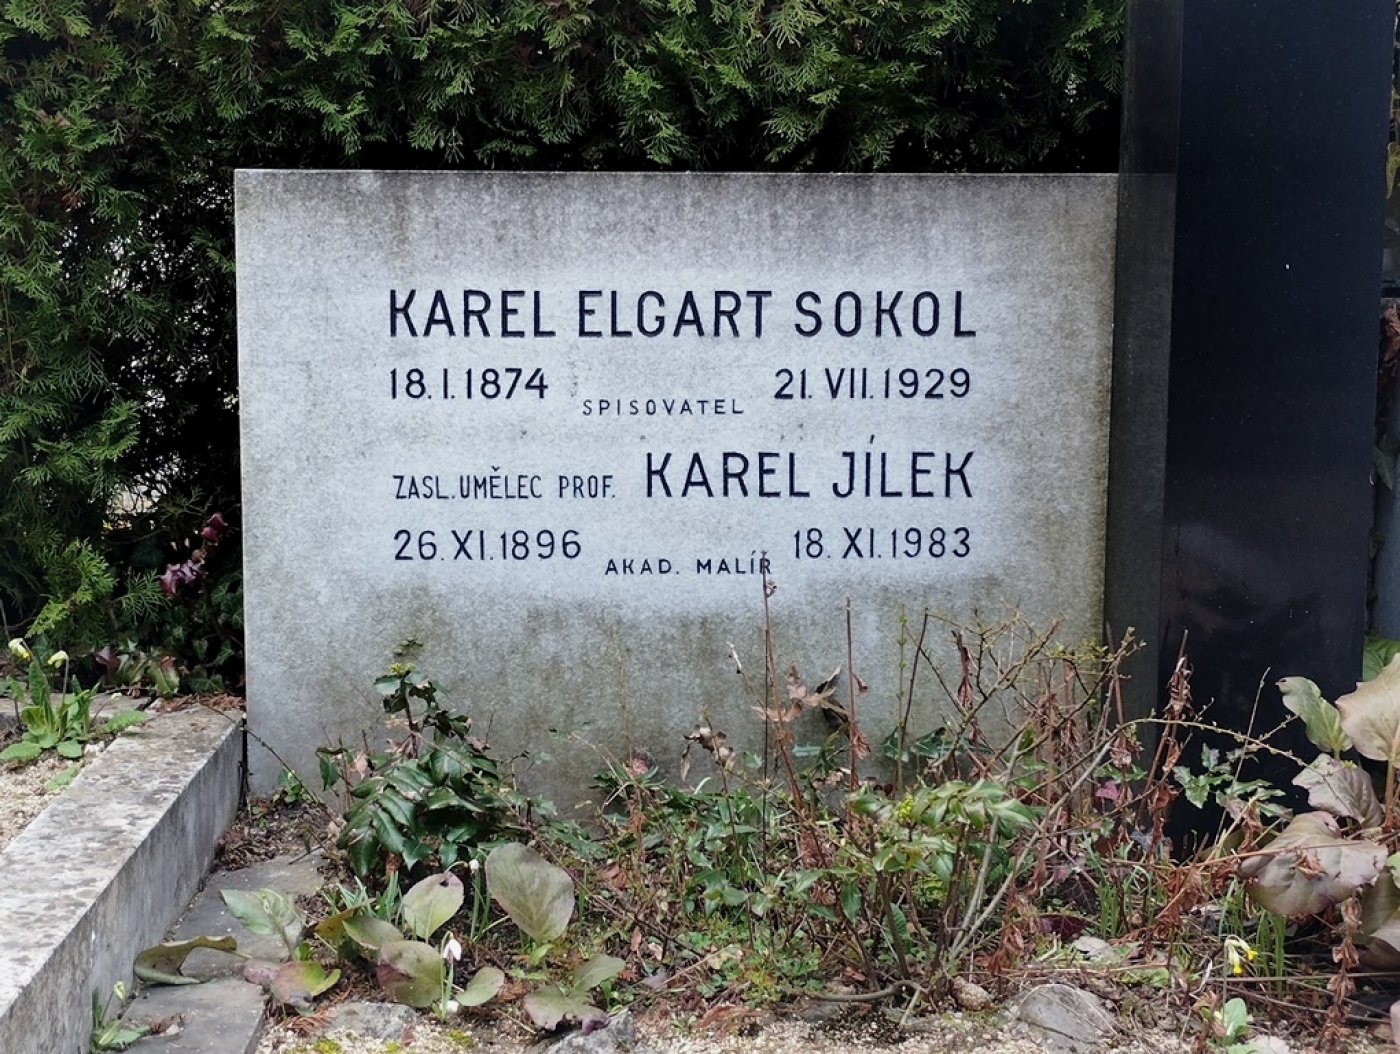 KAREL ELGART SOKOL
18. I. 1874 SPISOVATEL 21. VII. 1929
ZASL. UMĚLEC PROF. KAREL JÍLEK
26. XI. 1896 AKAD. MALÍŘ 18. XI. 1983